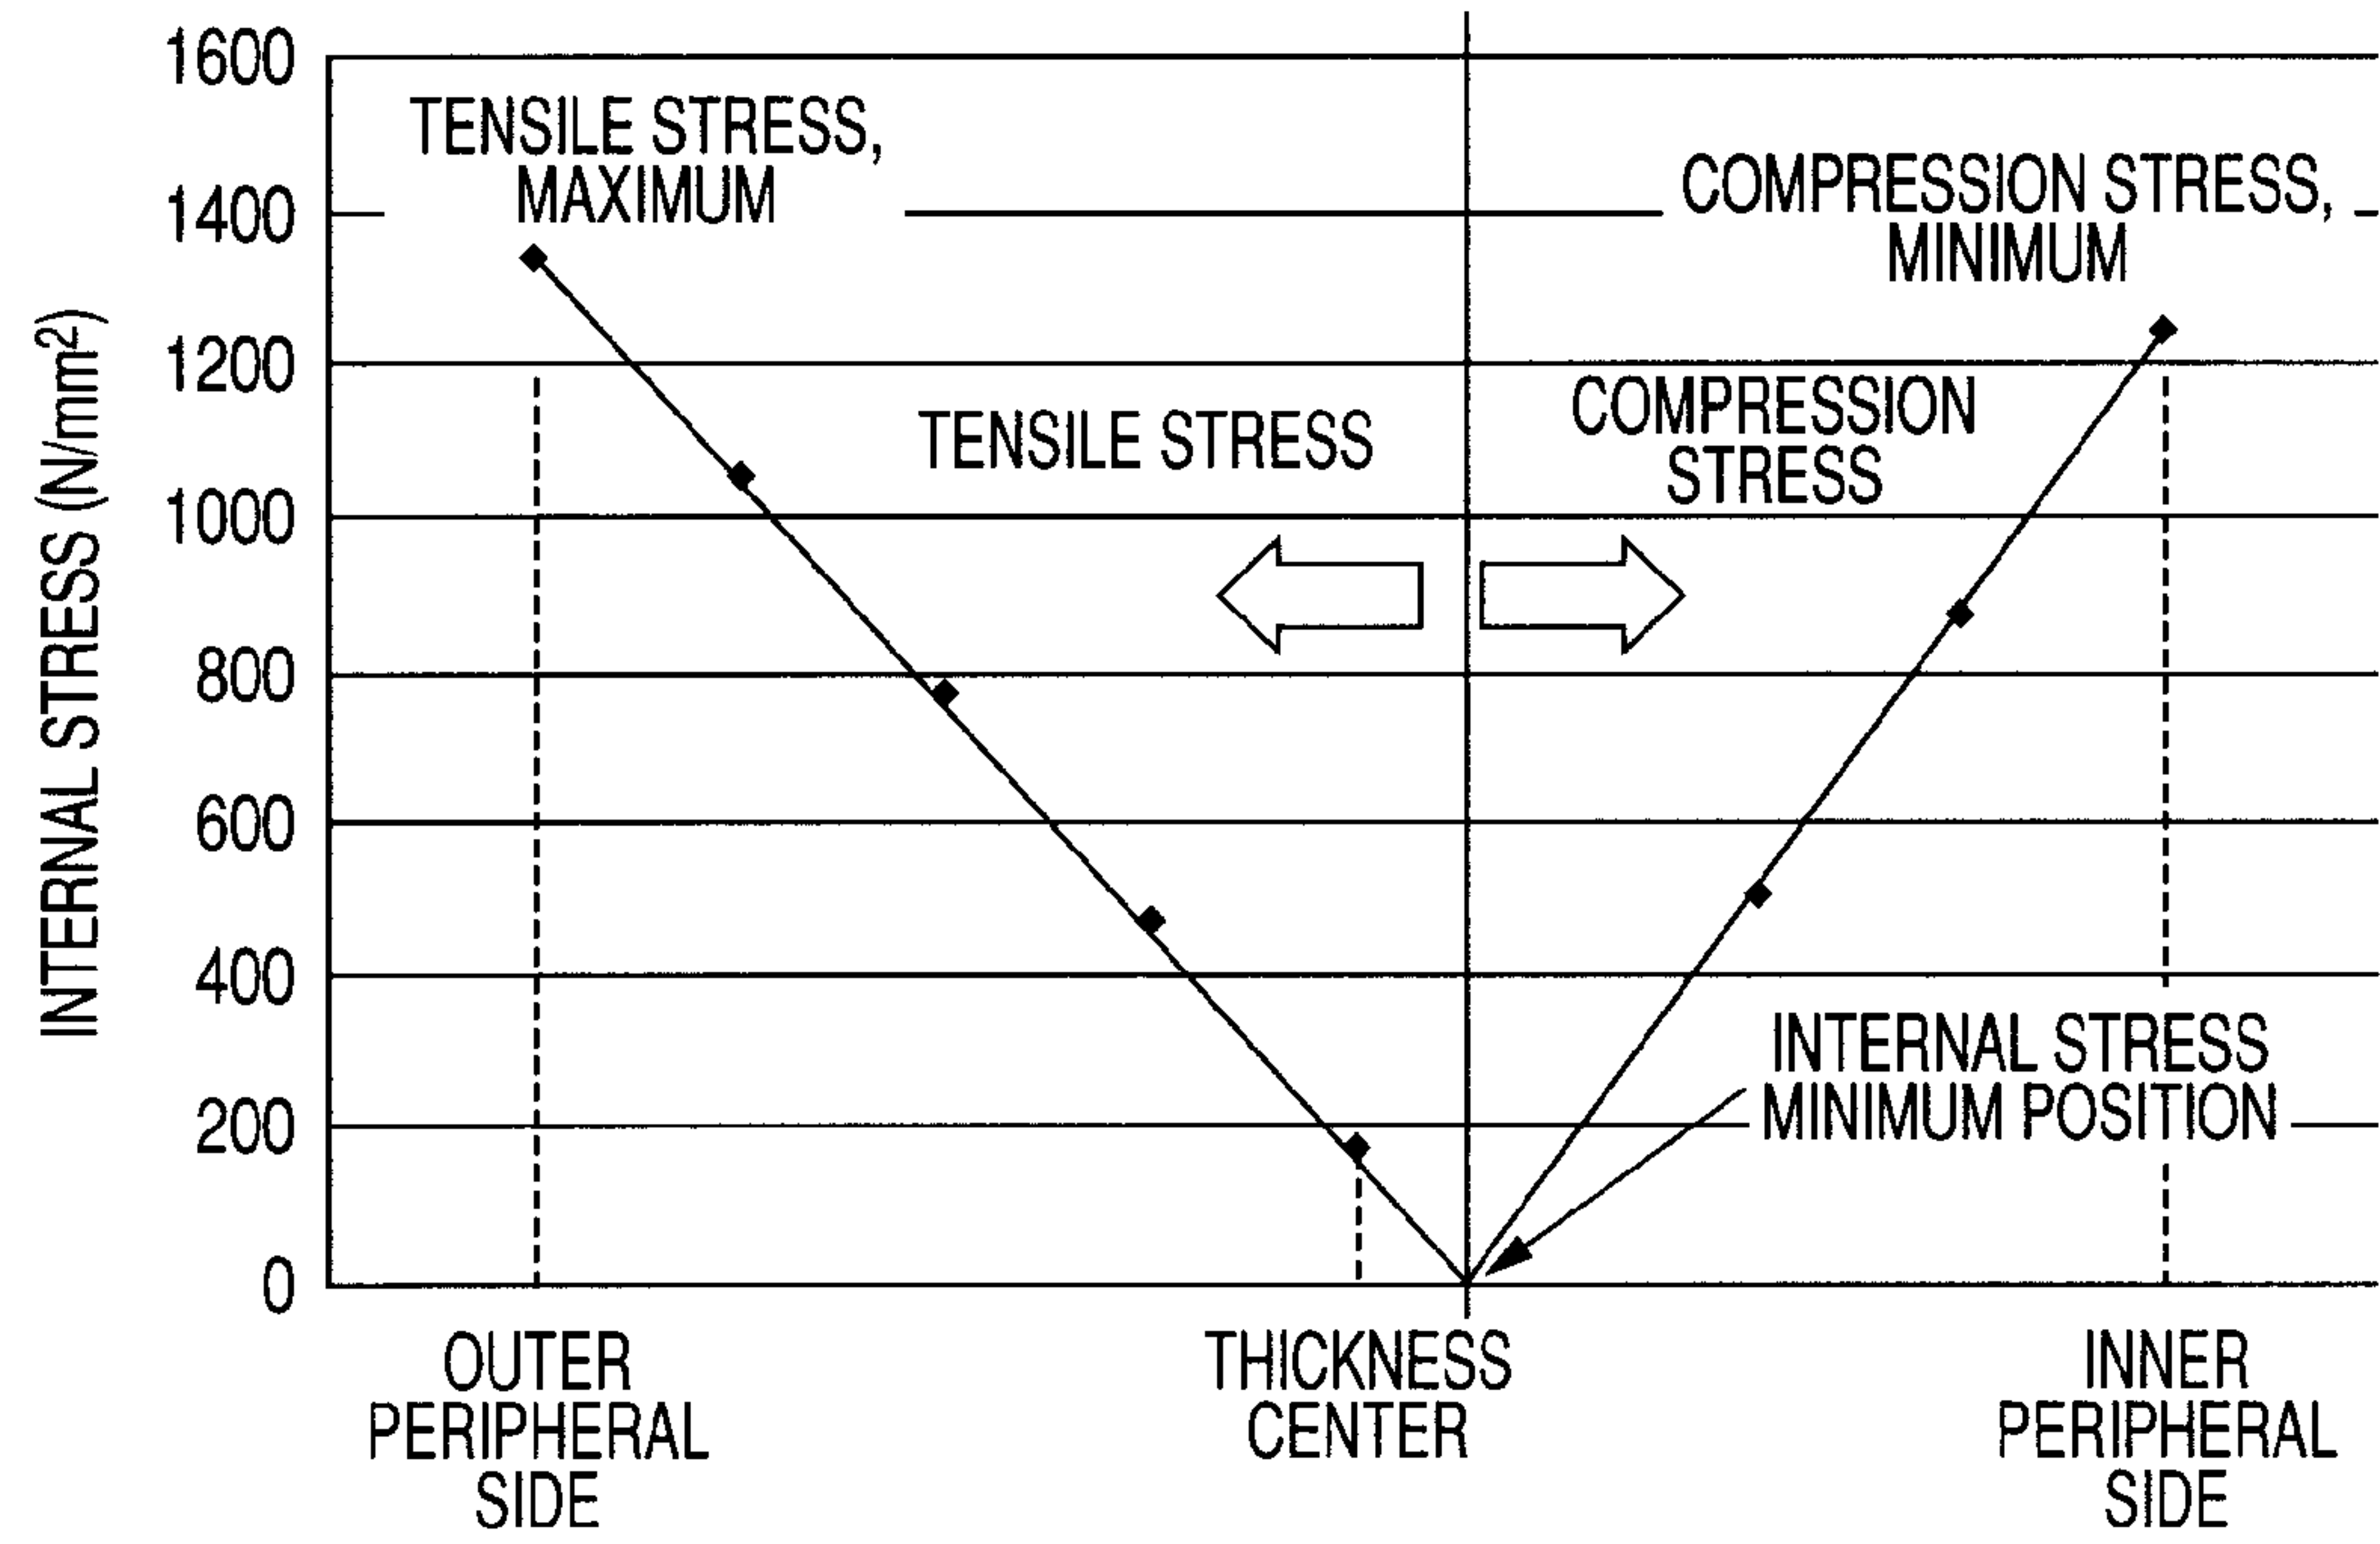 1600
1400
1200
1000
800
600
400
200
0
INTERNAL STRESS (N/mm²)
TENSILE STRESS,
MAXIMUM
COMPRESSION STRESS,
MINIMUM
TENSILE STRESS
COMPRESSION
STRESS
INTERNAL STRESS
MINIMUM POSITION
OUTER
PERIPHERAL
SIDE
THICKNESS
CENTER
INNER
PERIPHERAL
SIDE